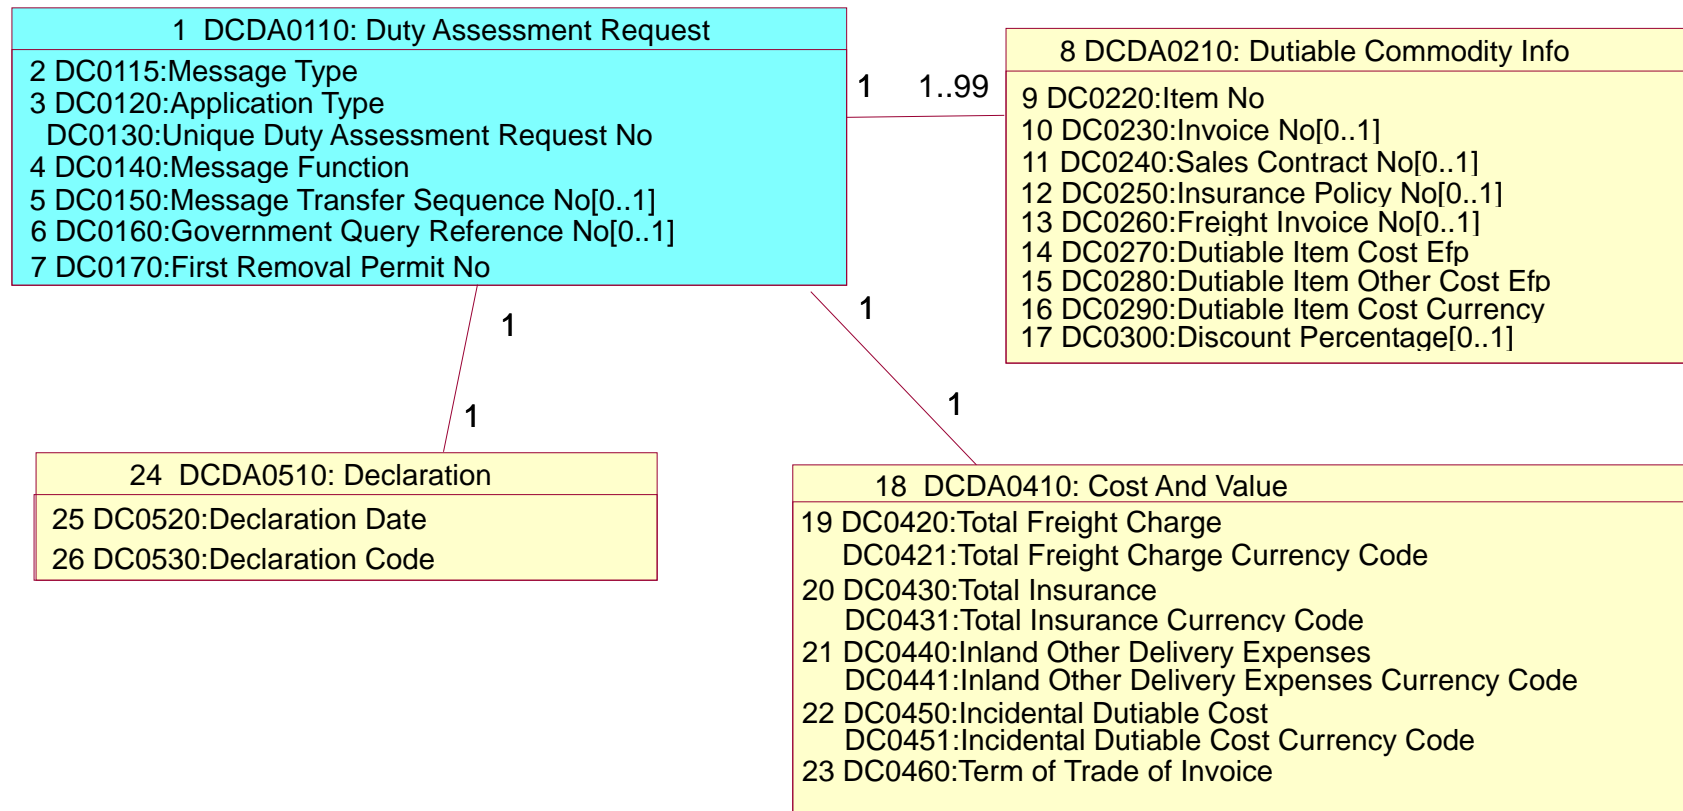 1 DCDA0110: Duty Assessment Request
2 DC0115:Message Type
3 DC0120:Application Type
DC0130:Unique Duty Assessment Request No
4 DC0140:Message Function
5 DC0150:Message Transfer Sequence No[0..1]
6 DC0160:Government Query Reference No[0..1]
7 DC0170:First Removal Permit No
1 1..99
8 DCDA0210: Dutiable Commodity Info
9 DC0220:Item No
10 DC0230:Invoice No[0..1]
11 DC0240:Sales Contract No[0..1]
12 DC0250:Insurance Policy No[0..1]
13 DC0260:Freight Invoice No[0..1]
14 DC0270:Dutiable Item Cost Efp
15 DC0280:Dutiable Item Other Cost Efp
16 DC0290:Dutiable Item Cost Currency
17 DC0300:Discount Percentage[0..1]
1
1
1
1
24 DCDA0510: Declaration
25 DC0520:Declaration Date
26 DC0530:Declaration Code
18 DCDA0410: Cost And Value
19 DC0420:Total Freight Charge
DC0421:Total Freight Charge Currency Code
20 DC0430:Total Insurance
DC0431:Total Insurance Currency Code
21 DC0440:Inland Other Delivery Expenses
DC0441:Inland Other Delivery Expenses Currency Code
22 DC0450:Incidental Dutiable Cost
DC0451:Incidental Dutiable Cost Currency Code
23 DC0460:Term of Trade of Invoice